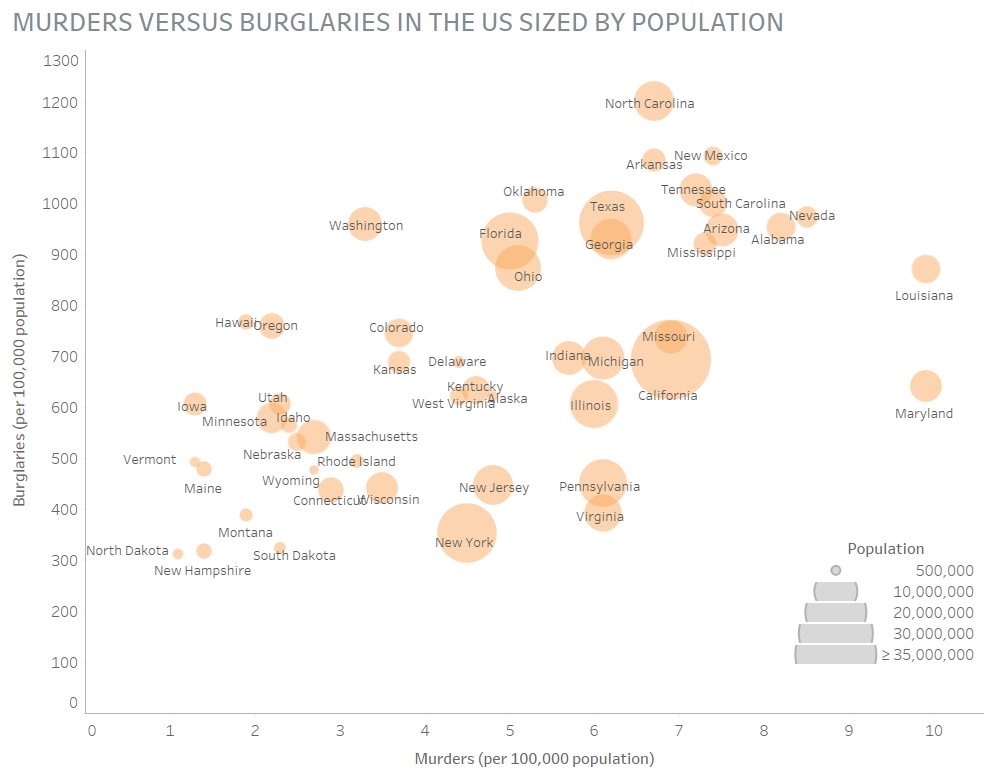 MURDERS VERSUS BURGLARIES IN THE US SIZED BY POPULATION
1300
1200
1100
1000
900
800
700
600
500
400
300
200
100
0
Burglaries (per 100,000 population)
North Carolina
New Mexico
Arkansas
Tennessee
Oklahoma
South Carolina
Texas
Nevada
Washington
Arizona
Florida
Alabama
Georgia
Mississippi
Ohio
Louisiana
Hawaii
Oregon
Colorado
Missouri
Indiana
Michigan
Delaware
Kansas
Kentucky
California
Utah
Alaska
West Virginia
Iowa
Illinois
Maryland
Idaho
Minnesota
Massachusetts
Nebraska
Vermont
Rhode Island
Wyoming
Maine
New Jersey
Pennsylvania
Connecticut
Wisconsin
Virginia
Montana
New York
North Dakota
South Dakota
New Hampshire
Population
500,000
10,000,000
20,000,000
30,000,000
≥ 35,000,000
0 1 2 3 4 5 6 7 8 9 10
Murders (per 100,000 population)